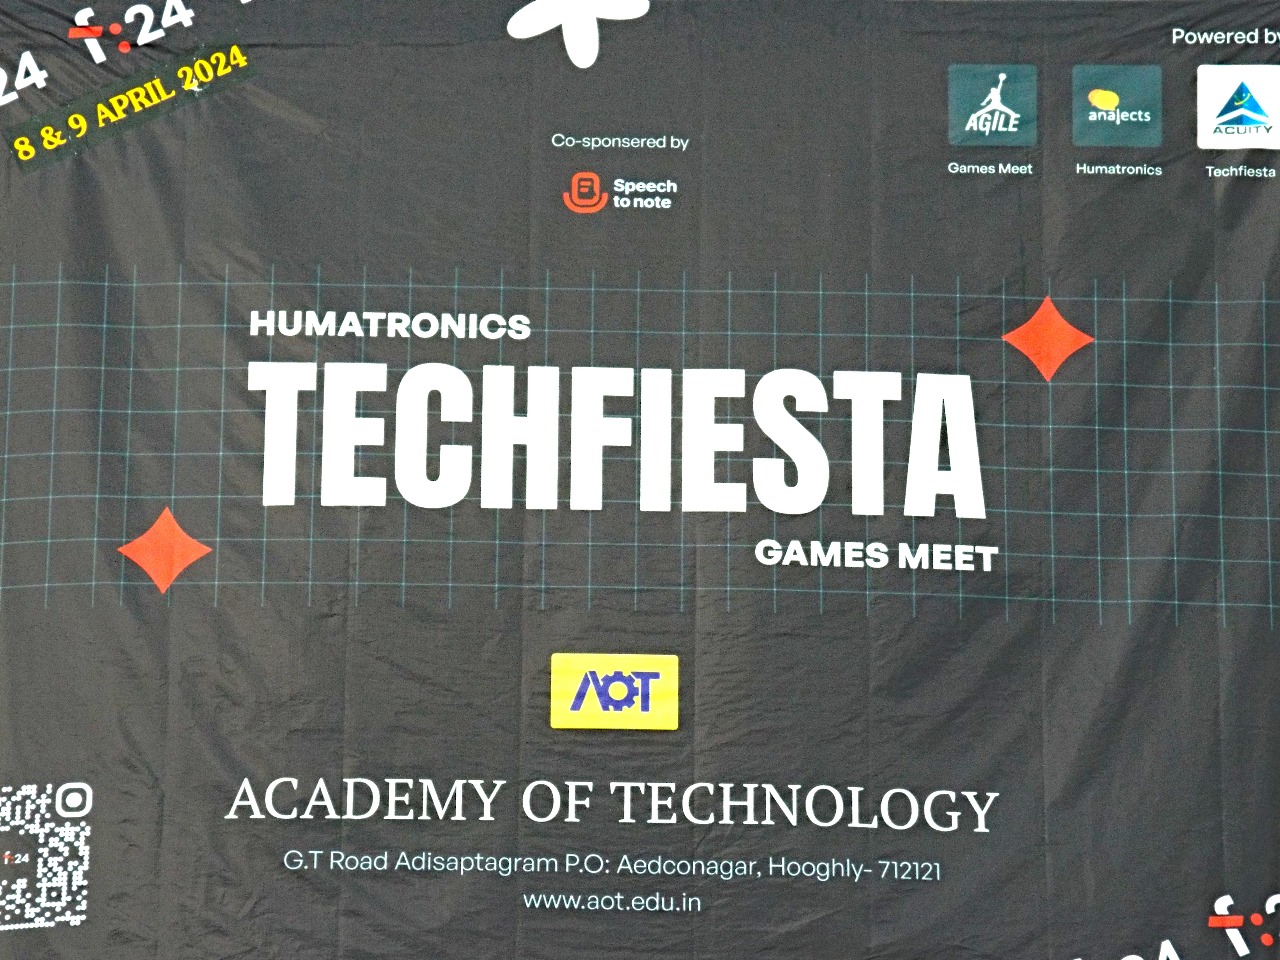 24 f:24
8 & 9 APRIL 2024
Powered by
Co-sponsered by
Speech
to note
AGILE
analects
ACUITY
Games Meet
Humatronics
Techfiesta
HUMATRONICS
TECHFIESTA
GAMES MEET
AOT
ACADEMY OF TECHNOLOGY
G.T Road Adisaptagram P.O: Aedconagar, Hooghly- 712121
www.aot.edu.in
f:24